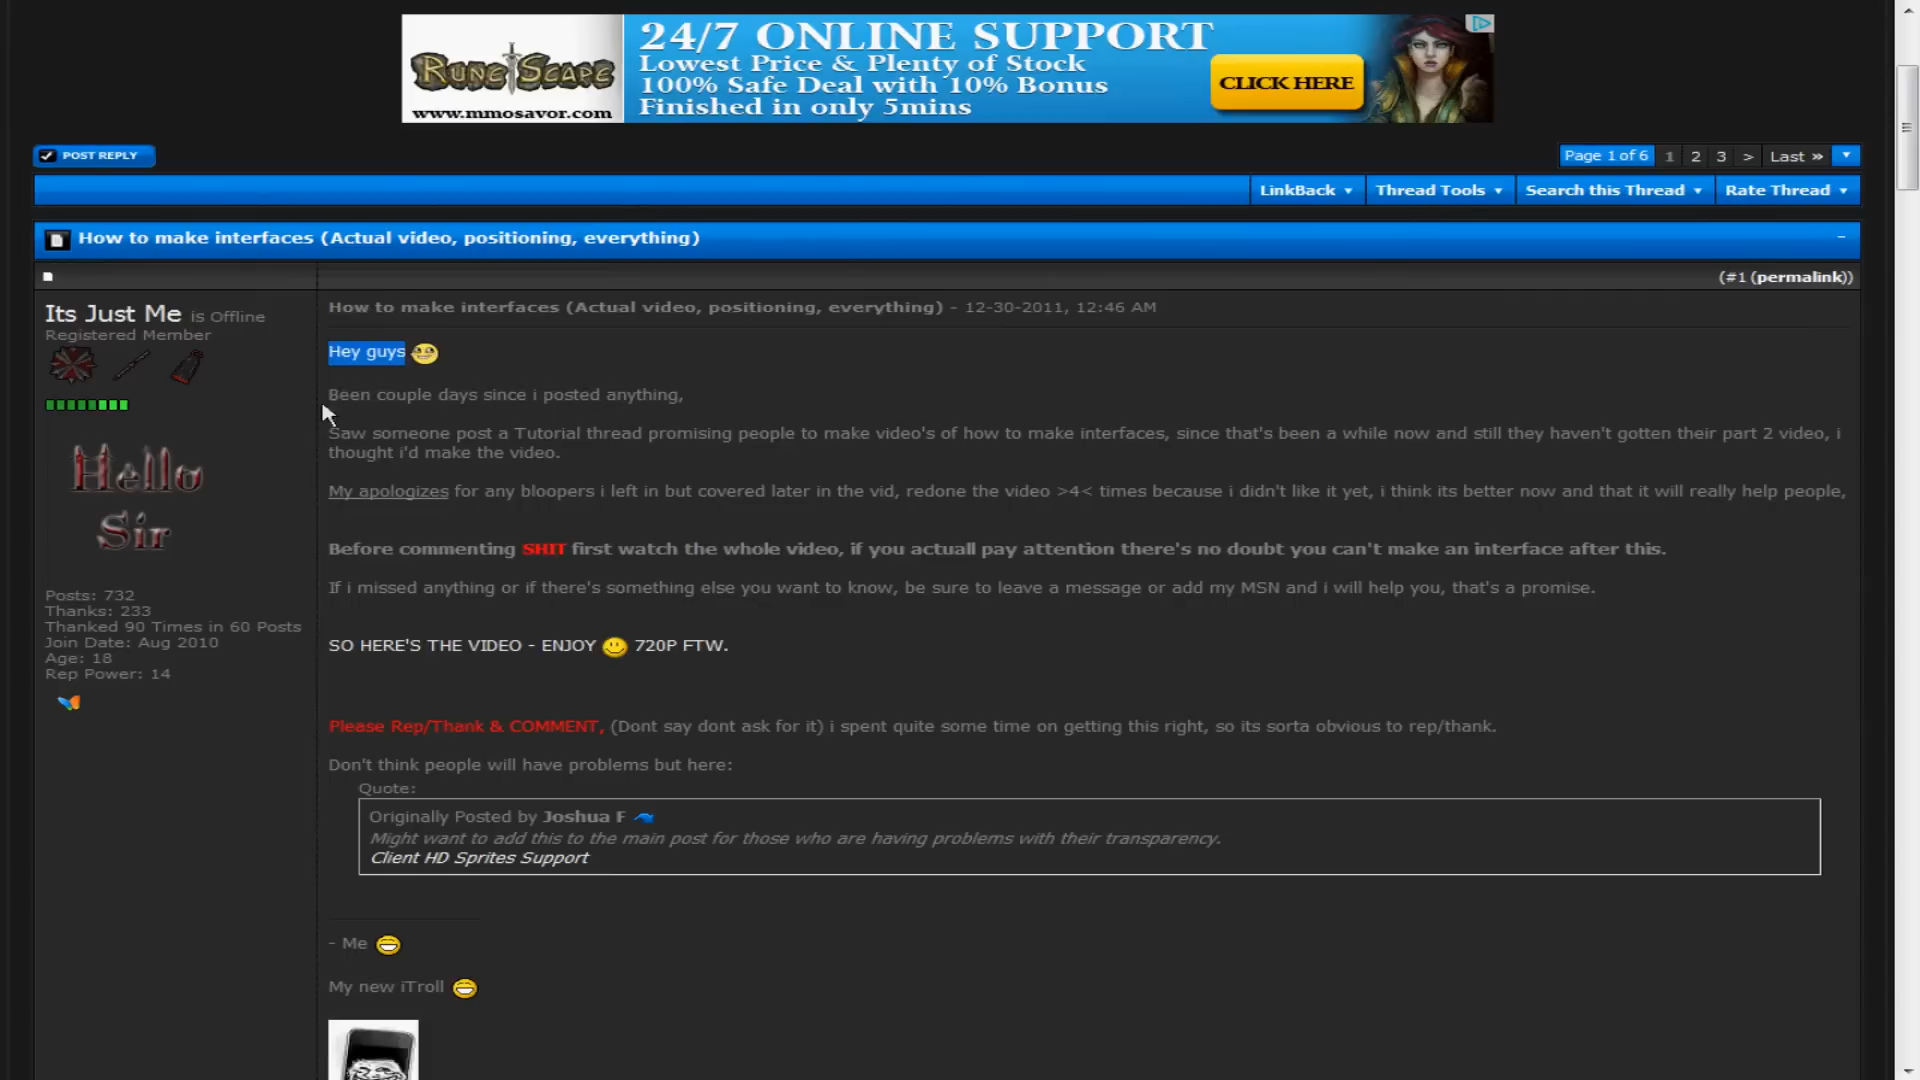 RUNESCAPE
www.mmosavor.com
24/7 ONLINE SUPPORT
Lowest Price & Plenty of Stock
100% Safe Deal with 10% Bonus
Finished in only 5mins
CLICK HERE
POST REPLY
Page 1 of 6 1 2 3 > Last »
LinkBack Thread Tools Search this Thread Rate Thread
How to make interfaces (Actual video, positioning, everything)
(#1 (permalink))
Its Just Me is Offline
Registered Member
Hello
Sir
Posts: 732
Thanks: 233
Thanked 90 Times in 60 Posts
Join Date: Aug 2010
Age: 18
Rep Power: 14
How to make interfaces (Actual video, positioning, everything) - 12-30-2011, 12:46 AM
Hey guys
Been couple days since i posted anything,
Saw someone post a Tutorial thread promising people to make video's of how to make interfaces, since that's been a while now and still they haven't gotten their part 2 video, i
thought i'd make the video.
My apologizes for any bloopers i left in but covered later in the vid, redone the video >4< times because i didn't like it yet, i think its better now and that it will really help people,
Before commenting SHIT first watch the whole video, if you actuall pay attention there's no doubt you can't make an interface after this.
If i missed anything or if there's something else you want to know, be sure to leave a message or add my MSN and i will help you, that's a promise.
SO HERE'S THE VIDEO - ENJOY 720P FTW.
Please Rep/Thank & COMMENT, (Dont say dont ask for it) i spent quite some time on getting this right, so its sorta obvious to rep/thank.
Don't think people will have problems but here:
Quote:
Originally Posted by Joshua F
Might want to add this to the main post for those who are having problems with their transparency.
Client HD Sprites Support
- Me
My new iTroll